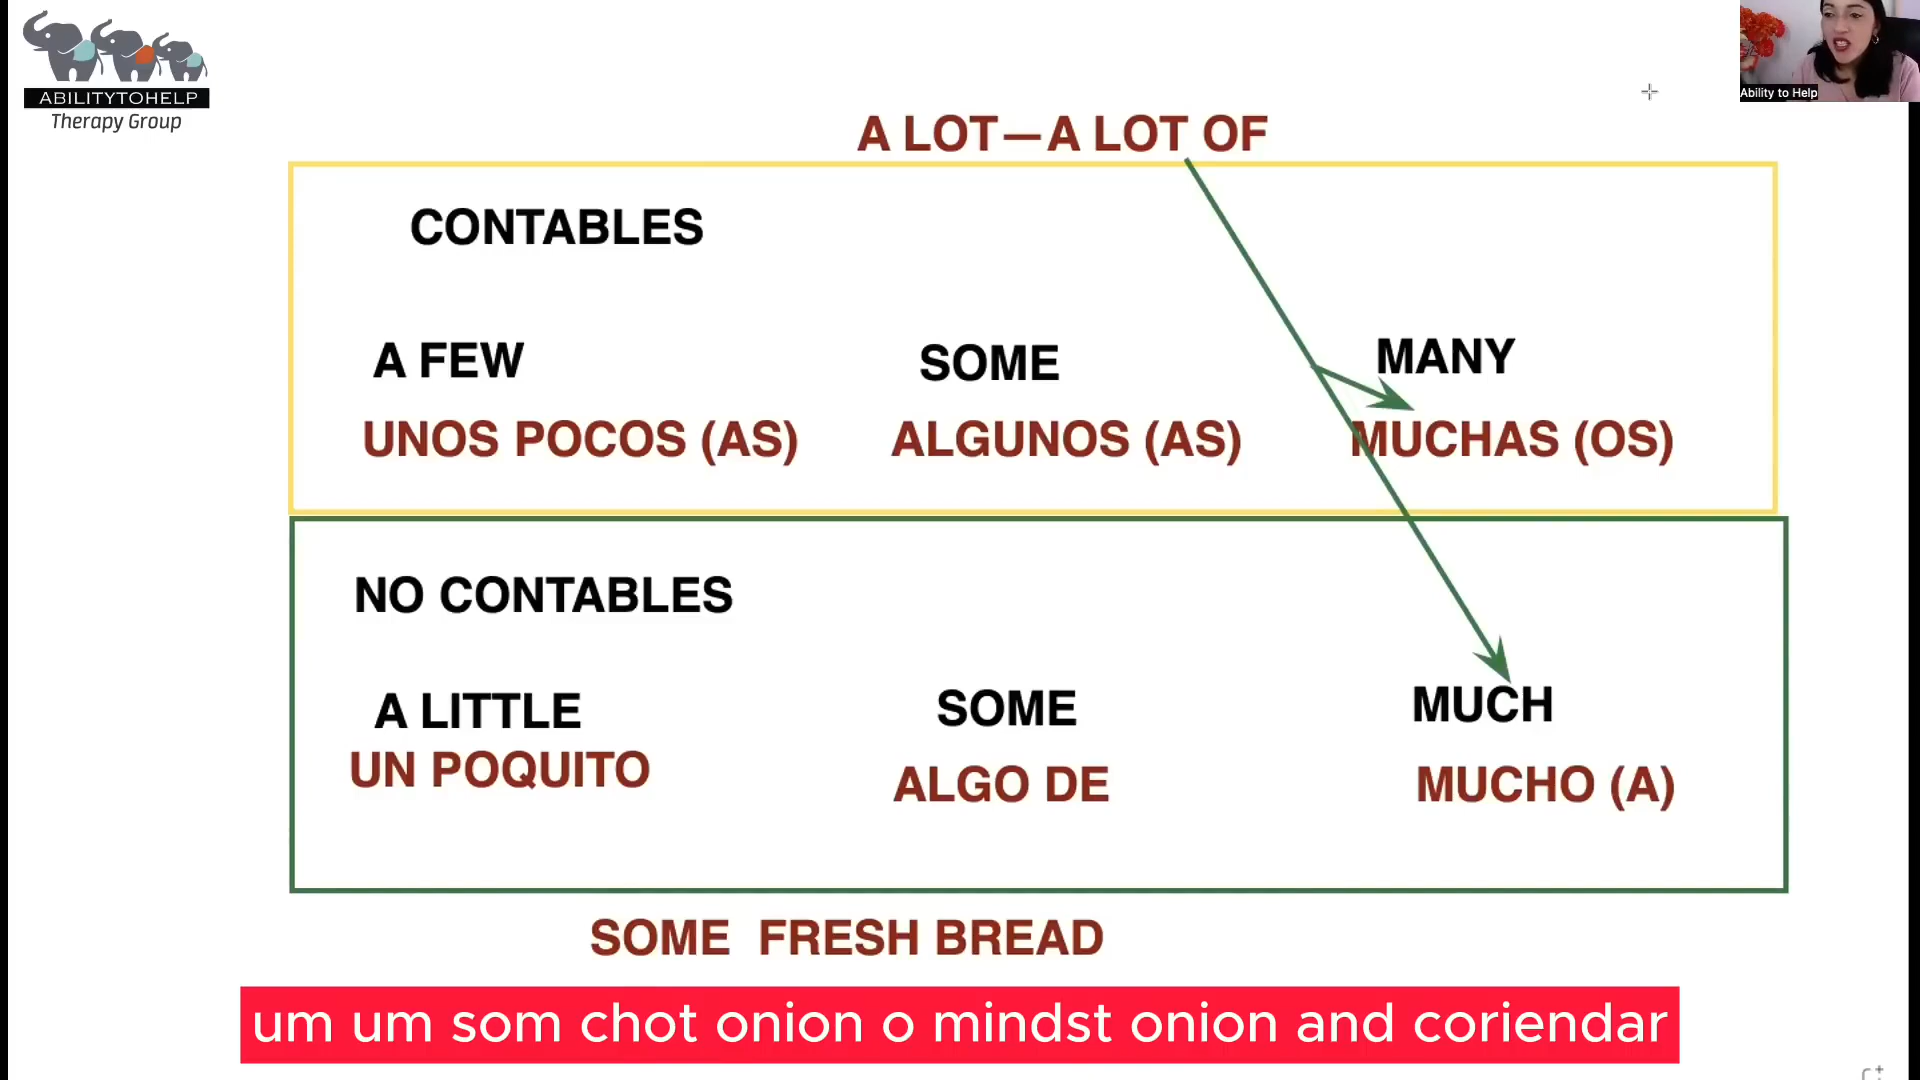 ABILITYTOHELP
Therapy Group
Ability to Help
A LOT—A LOT OF
CONTABLES
A FEW SOME MANY
UNOS POCOS (AS) ALGUNOS (AS) MUCHAS (OS)
NO CONTABLES
A LITTLE SOME MUCH
UN POQUITO ALGO DE MUCHO (A)
SOME FRESH BREAD
um um som chot onion o mindst onion and coriendar